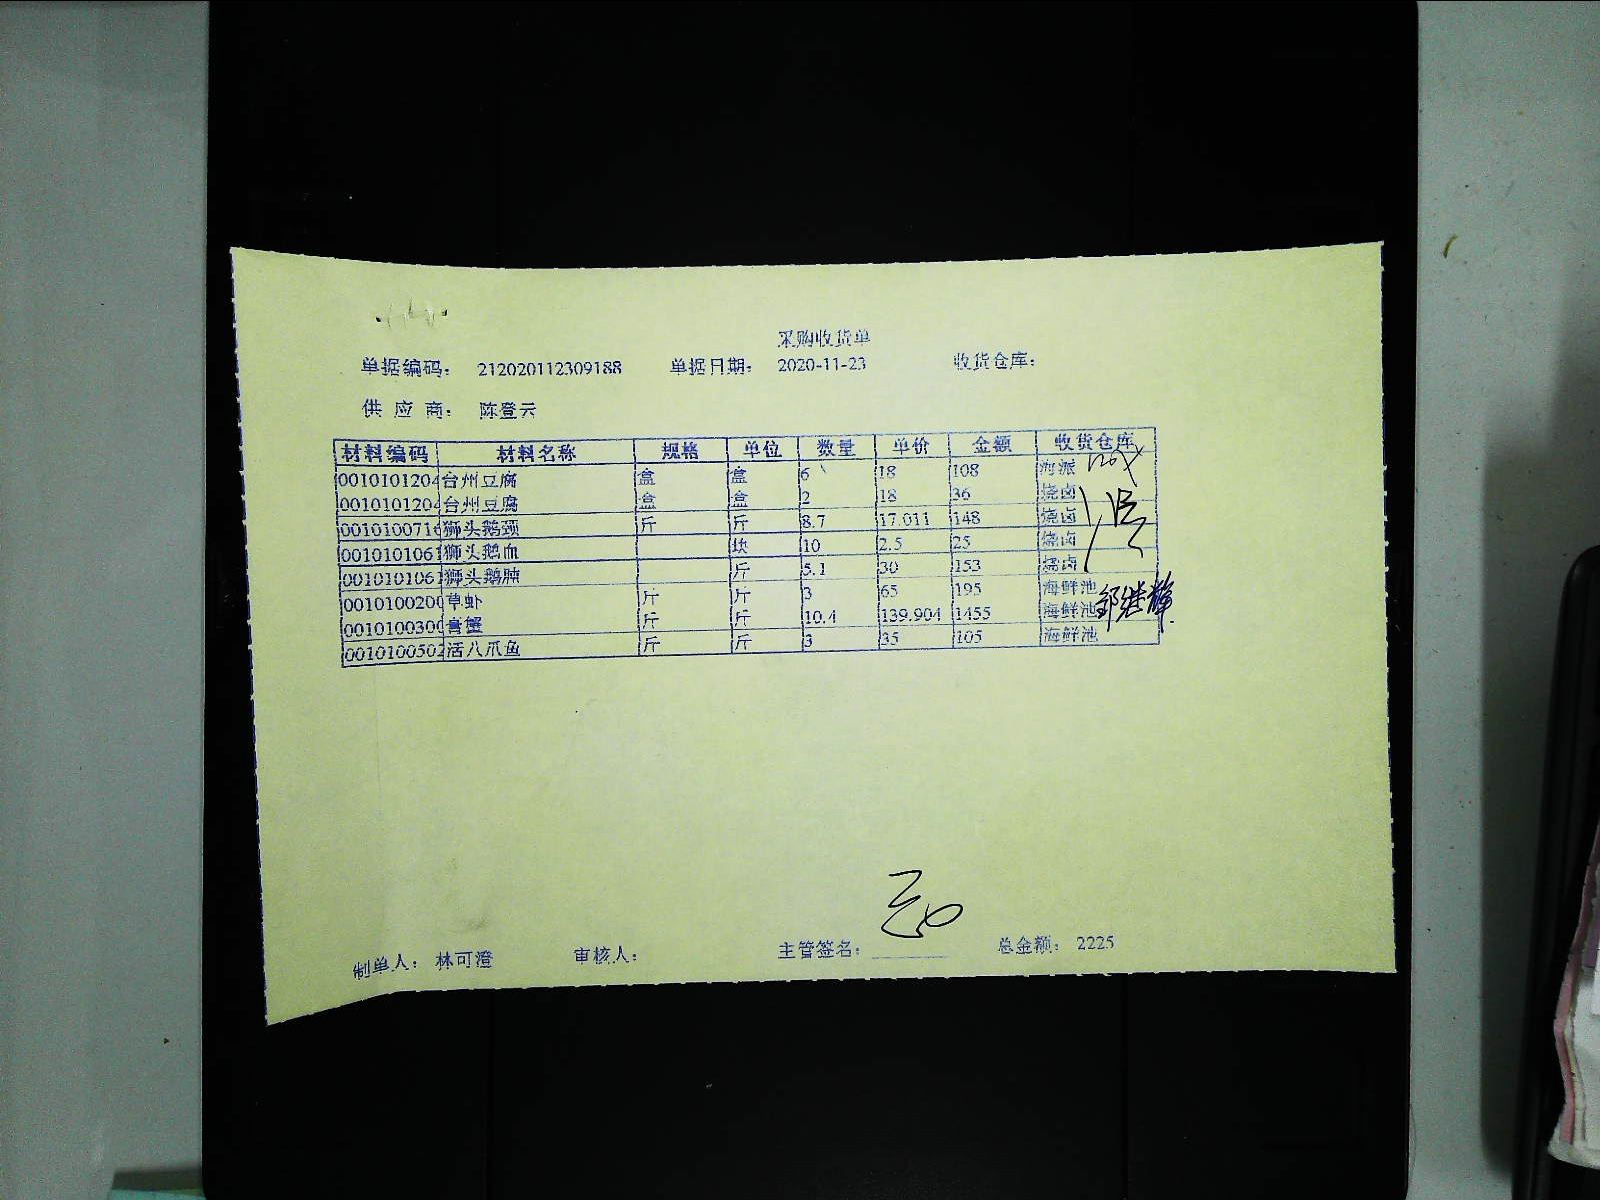 采购收货单
单据编码： 212020112309188 单据日期： 2020-11-23 收货仓库：
供 应 商： 陈登云
材料编码 材料名称 规格 单位 数量 单价 金额 收货仓库
0010101204 台州豆腐 盒 盒 6 18 108 海派
0010101204 台州豆腐 盒 盒 2 18 36 烧卤
001010071 狮头鹅颈 斤 斤 8.7 17.011 148 烧卤
001010106 狮头鹅血 块 10 2.5 25 烧卤
001010106 狮头鹅肫 斤 5.1 30 153 烧卤
001010020 草虾 斤 斤 3 65 195 海鲜池
001010030 膏蟹 斤 斤 10.4 139.904 1455 海鲜池
001010050 活八爪鱼 斤 斤 3 35 105 海鲜池
制单人： 林可澄 审核人： 主管签名： 总金额： 2225